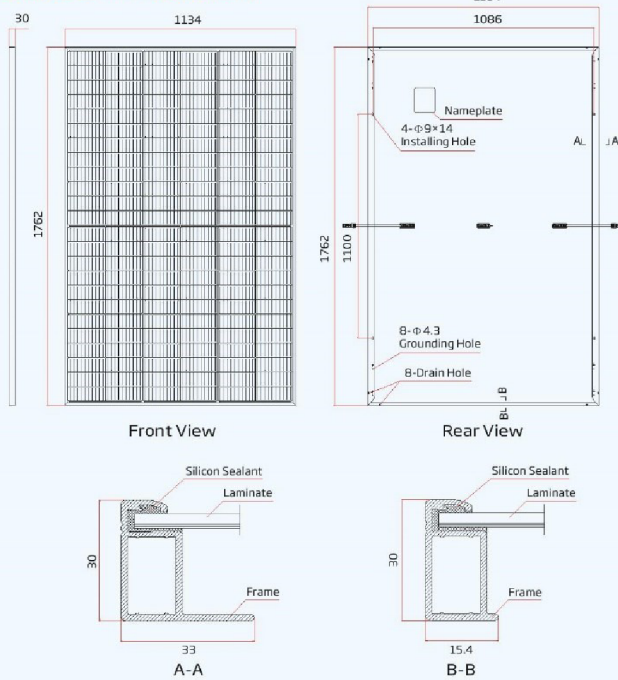 30
1134
1762
Front View
1086
Nameplate
4-Φ9×14
Installing Hole
A
A
1762
1100
8-Φ4.3
Grounding Hole
8-Drain Hole
B
B
Rear View
Silicon Sealant
Laminate
30
Frame
33
A-A
Silicon Sealant
Laminate
30
Frame
15.4
B-B